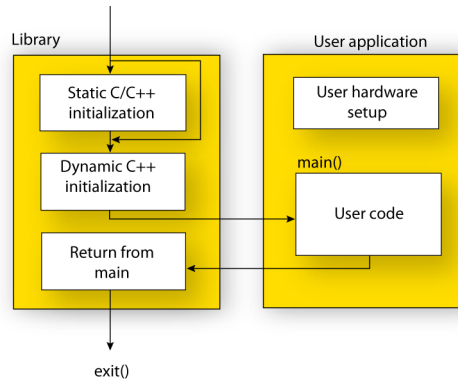 Library
User application
Static C/C++
initialization
User hardware
setup
Dynamic C++
initialization
main()
User code
Return from
main
exit()